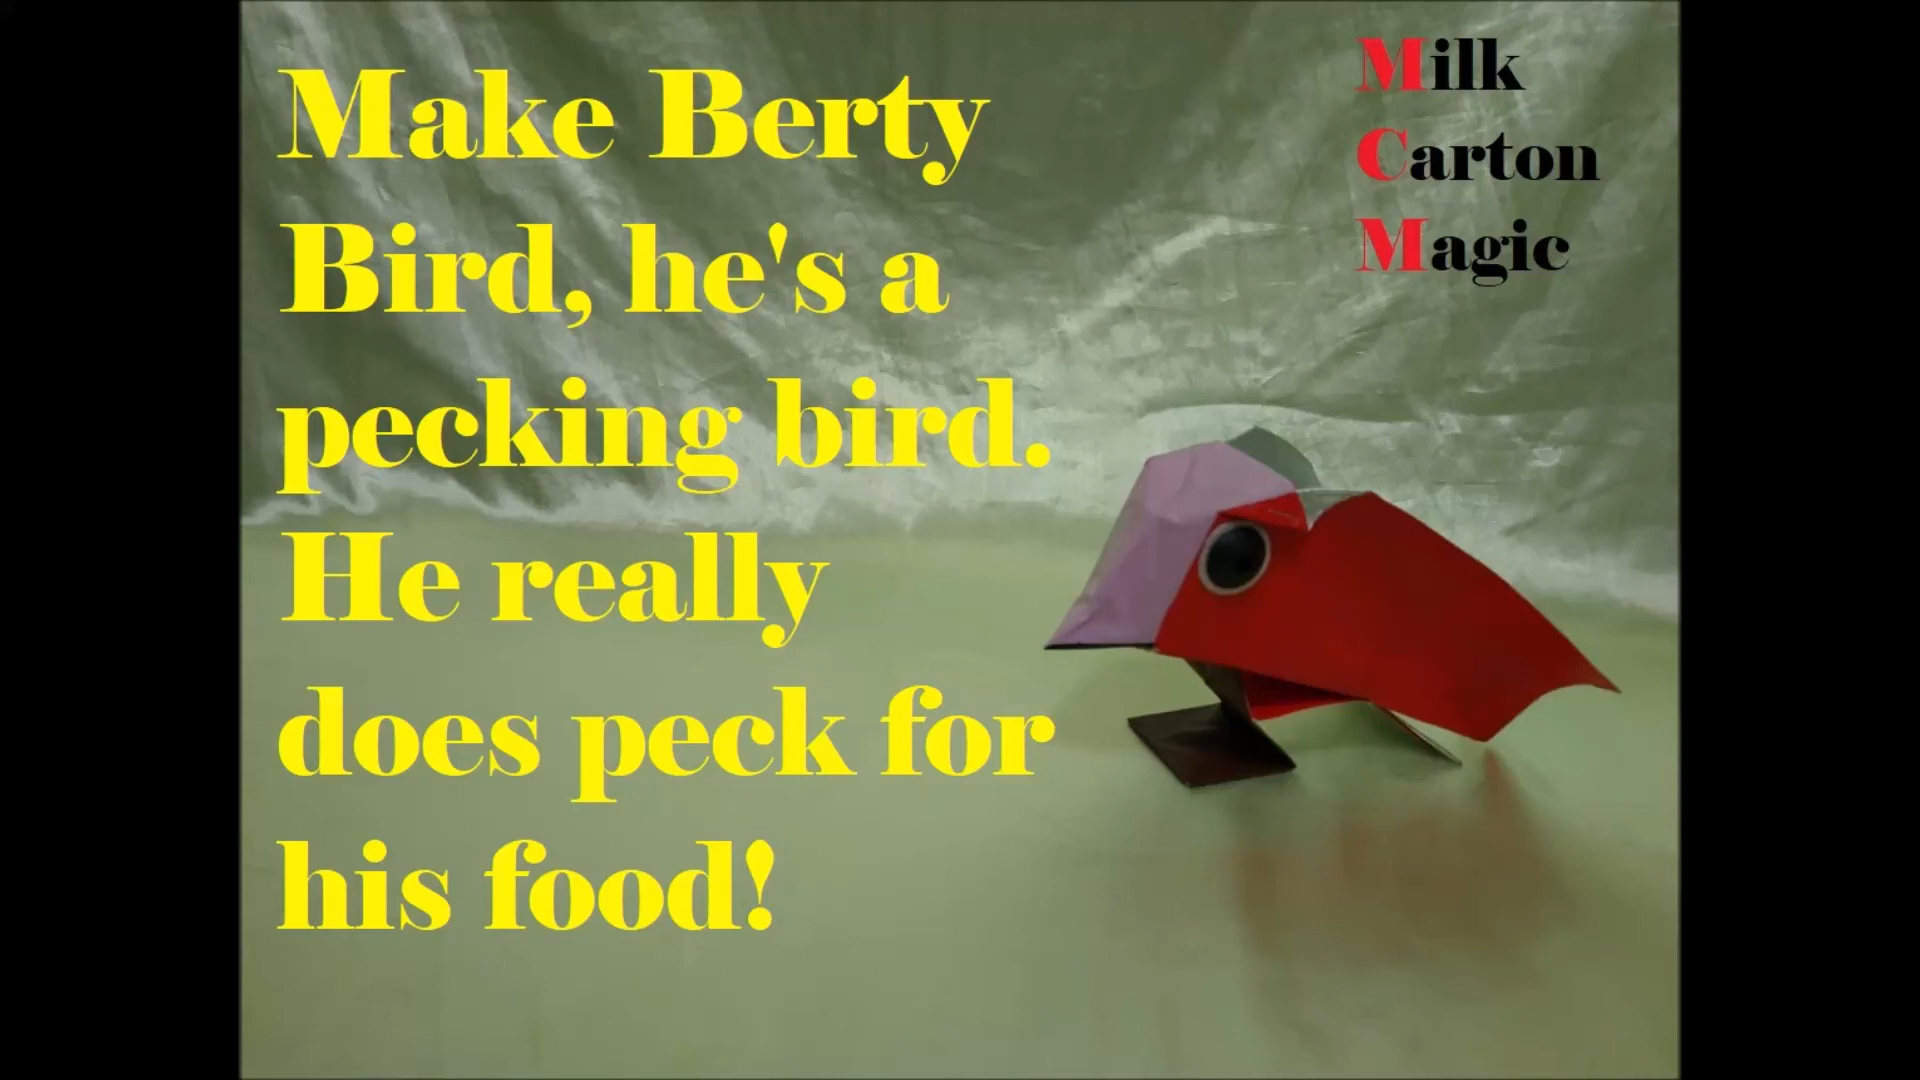 Make Berty
Bird, he's a
pecking bird.
He really
does peck for
his food!
Milk
Carton
Magic